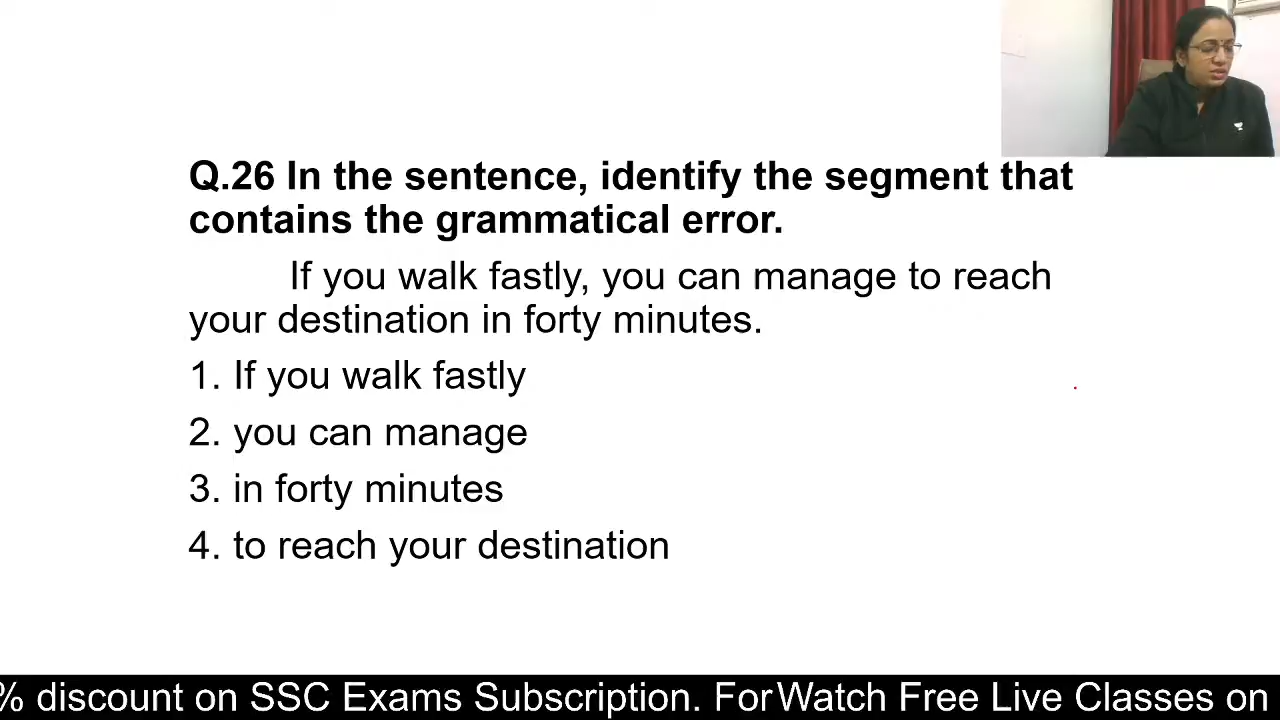 Q.26 In the sentence, identify the segment that
contains the grammatical error.
If you walk fastly, you can manage to reach
your destination in forty minutes.
1. If you walk fastly
2. you can manage
3. in forty minutes
4. to reach your destination
% discount on SSC Exams Subscription. For Watch Free Live Classes on